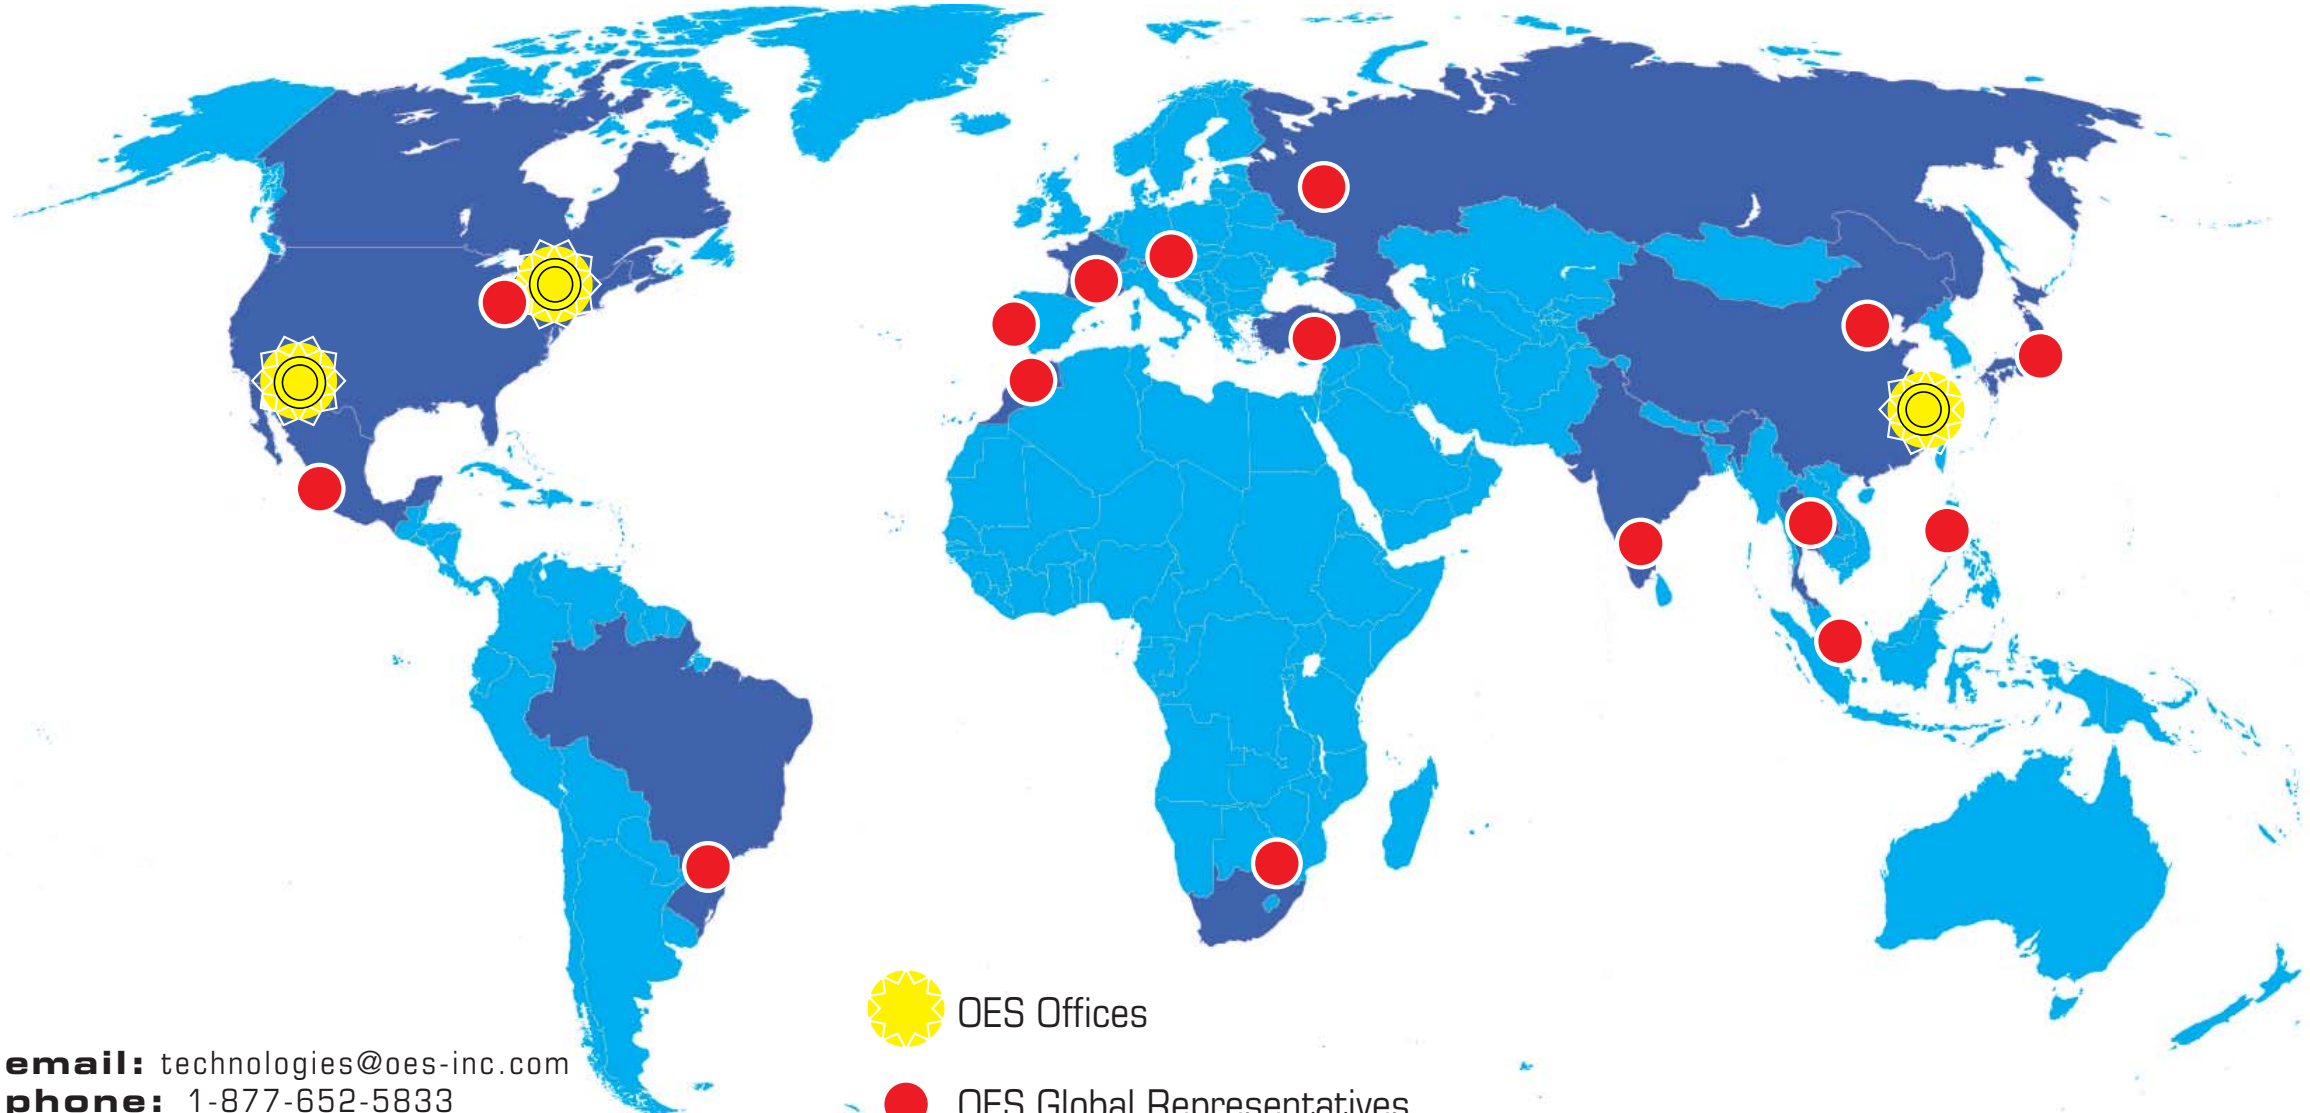 OES Offices
email: technologies@oes-inc.com
phone: 1-877-652-5833
OES Global Representatives